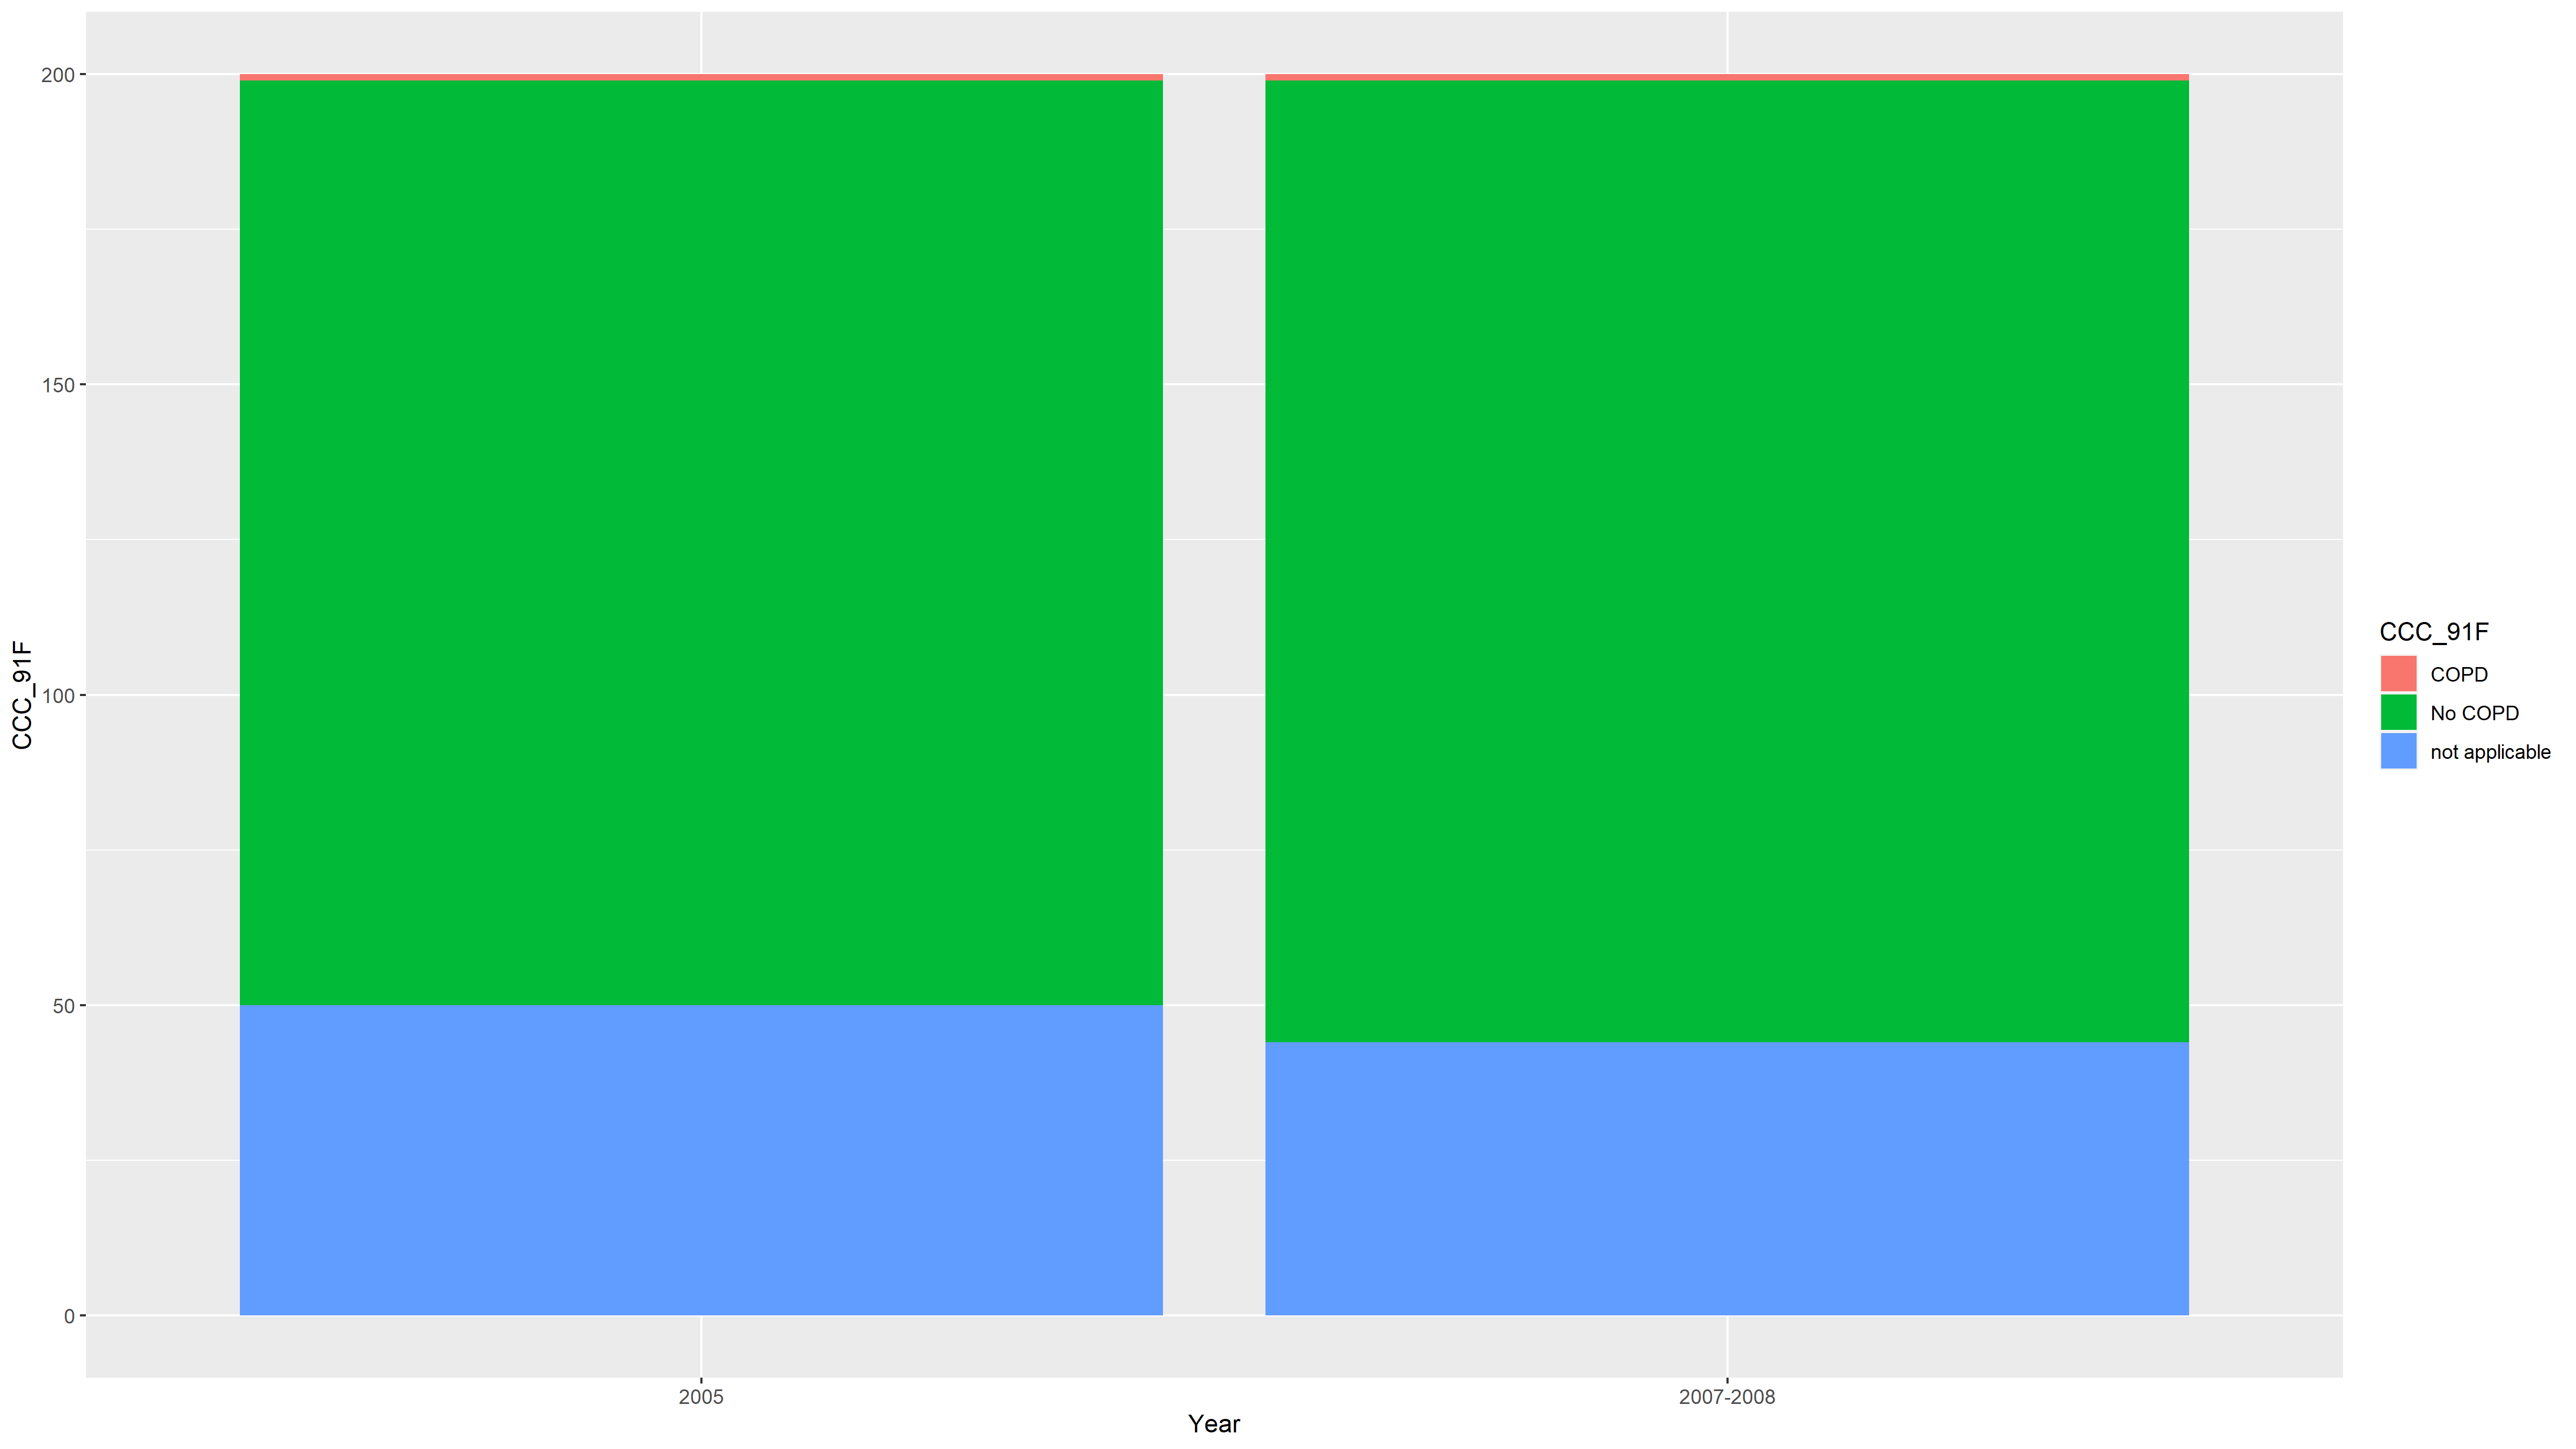 200
150
100
50
0
CCC_91F
2005
2007-2008
Year
CCC_91F
COPD
No COPD
not applicable